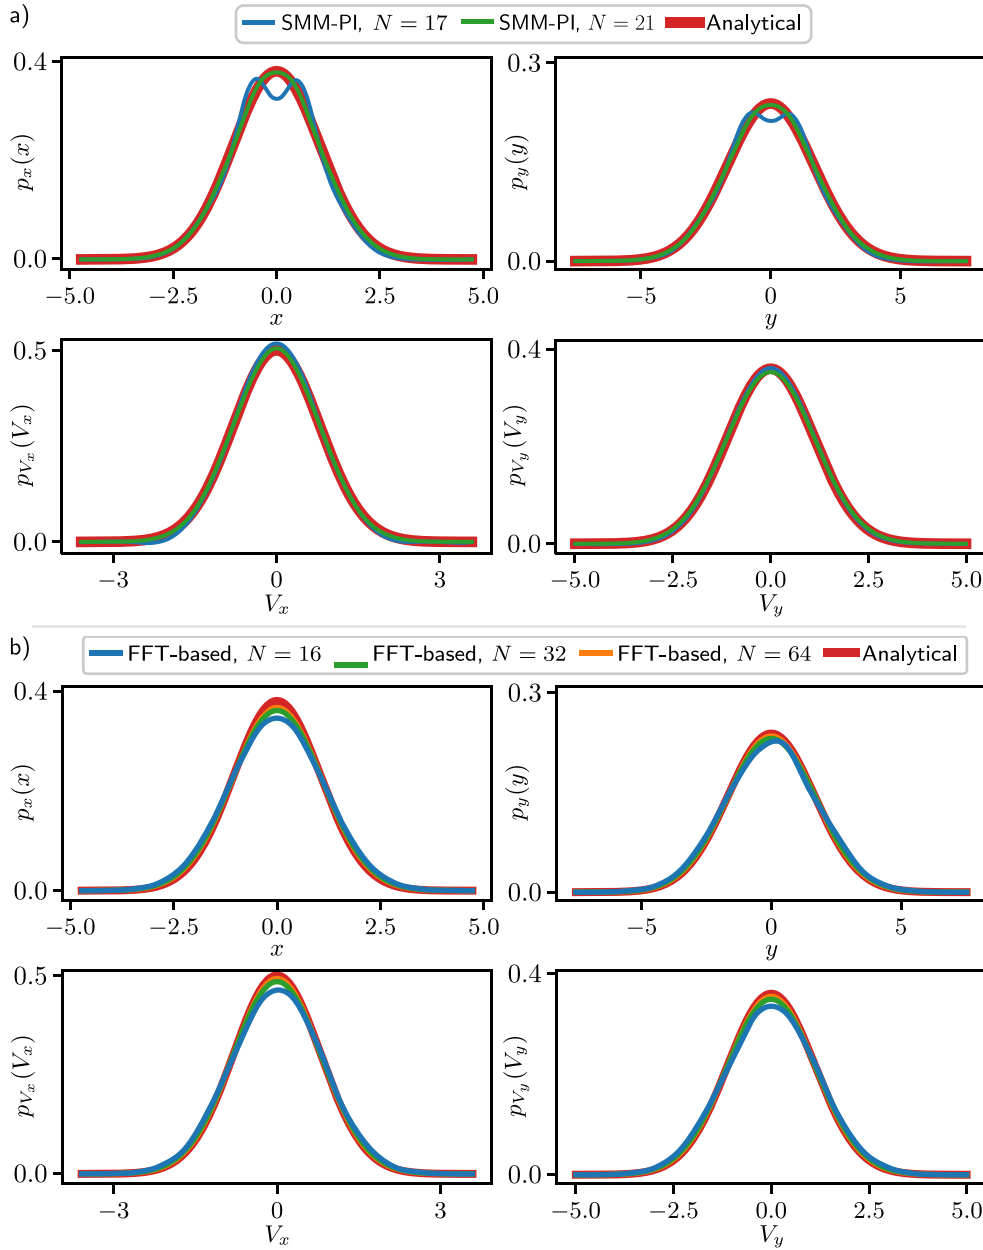 a)
SMM-PI, N = 17 SMM-PI, N = 21 Analytical
0.4
0.0
p_x(x)
−5.0 −2.5 0.0 2.5 5.0
x
0.3
0.0
p_y(y)
−5 0 5
y
0.5
0.0
p_{V_x}(V_x)
−3 0 3
V_x
0.4
0.0
p_{V_y}(V_y)
−5.0 −2.5 0.0 2.5 5.0
V_y
b)
FFT-based, N = 16 FFT-based, N = 32 FFT-based, N = 64 Analytical
0.4
0.0
p_x(x)
−5.0 −2.5 0.0 2.5 5.0
x
0.3
0.0
p_y(y)
−5 0 5
y
0.5
0.0
p_{V_x}(V_x)
−3 0 3
V_x
0.4
0.0
p_{V_y}(V_y)
−5.0 −2.5 0.0 2.5 5.0
V_y